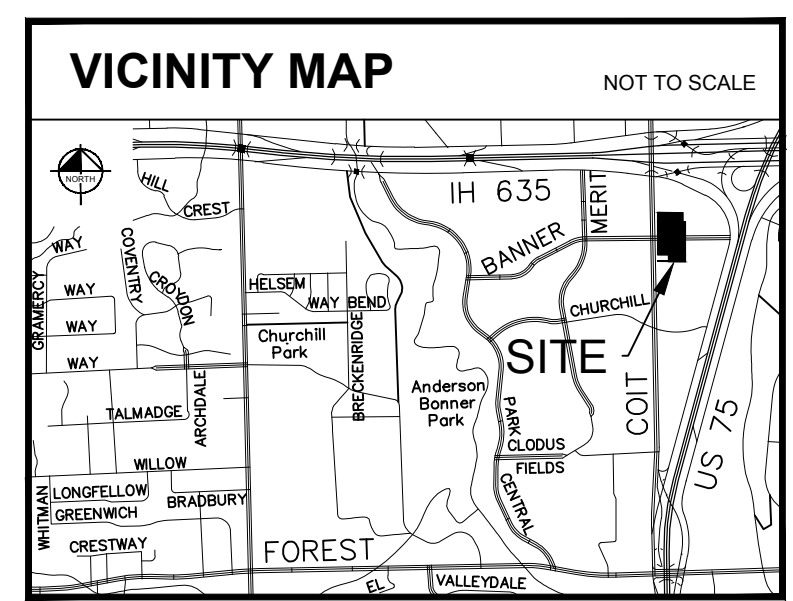 VICINITY MAP
NOT TO SCALE
NORTH
HILL
CREST
IH 635
MERIT
BANNER
WAY
COVENTRY
CROYDON
GRAMERCY
WAY
WAY
WAY
HELSEM
WAY BEND
CHURCHILL
Churchill
Park
BRECKENRIDGE
SITE
Anderson
Bonner
Park
COIT
US 75
ARCHDALE
TALMADGE
PARK
CENTRAL
CLODUS
FIELDS
WILLOW
LONGFELLOW
BRADBURY
GREENWICH
WHITMAN
CRESTWAY
FOREST
EL
VALLEYDALE